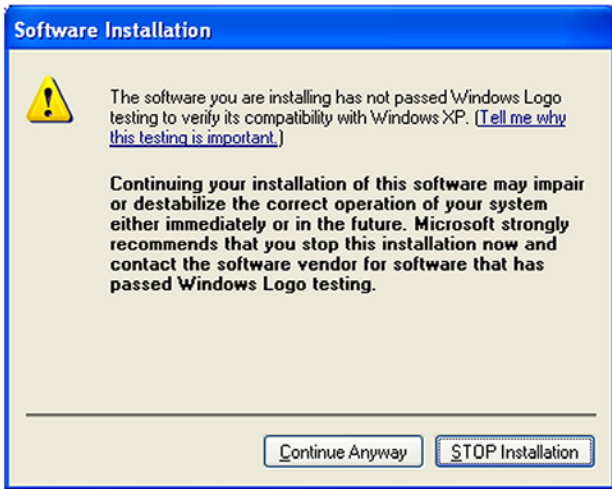 Software Installation
The software you are installing has not passed Windows Logo
testing to verify its compatibility with Windows XP. (Tell me why
this testing is important.)
Continuing your installation of this software may impair
or destabilize the correct operation of your system
either immediately or in the future. Microsoft strongly
recommends that you stop this installation now and
contact the software vendor for software that has
passed Windows Logo testing.
Continue Anyway
STOP Installation